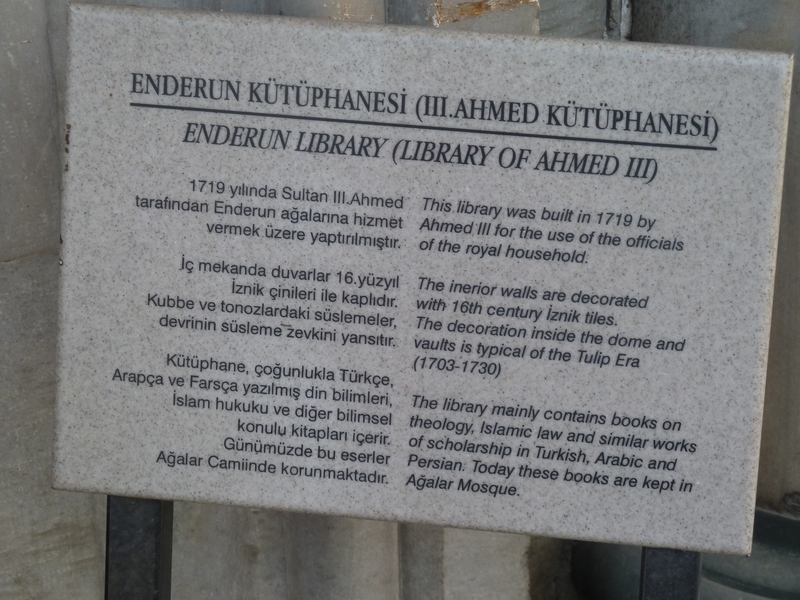 ENDERUN KÜTÜPHANESİ (III.AHMED KÜTÜPHANESİ)
ENDERUN LIBRARY (LIBRARY OF AHMED III)
1719 yılında Sultan III.Ahmed
tarafından Enderun ağalarına hizmet
vermek üzere yaptırılmıştır.
İç mekanda duvarlar 16.yüzyıl
İznik çinileri ile kaplıdır.
Kubbe ve tonozlardaki süslemeler,
devrinin süsleme zevkini yansıtır.
Kütüphane, çoğunlukla Türkçe,
Arapça ve Farsça yazılmış din bilimleri,
İslam hukuku ve diğer bilimsel
konulu kitapları içerir.
Günümüzde bu eserler
Ağalar Camiinde korunmaktadır.
This library was built in 1719 by
Ahmed III for the use of the officials
of the royal household.
The inerior walls are decorated
with 16th century İznik tiles.
The decoration inside the dome and
vaults is typical of the Tulip Era
(1703-1730)
The library mainly contains books on
theology, Islamic law and similar works
of scholarship in Turkish, Arabic and
Persian. Today these books are kept in
Ağalar Mosque.